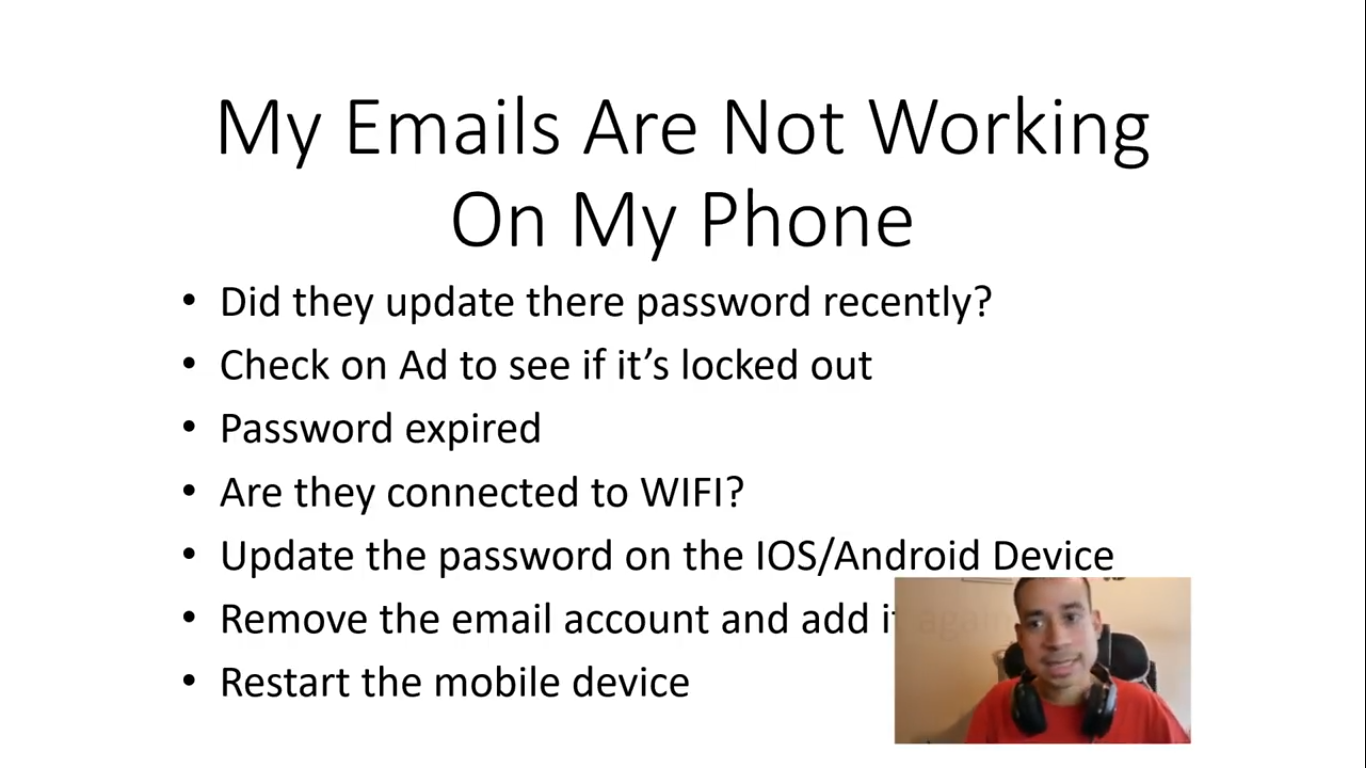 My Emails Are Not Working
On My Phone
• Did they update there password recently?
• Check on Ad to see if it’s locked out
• Password expired
• Are they connected to WIFI?
• Update the password on the IOS/Android Device
• Remove the email account and add it again
• Restart the mobile device